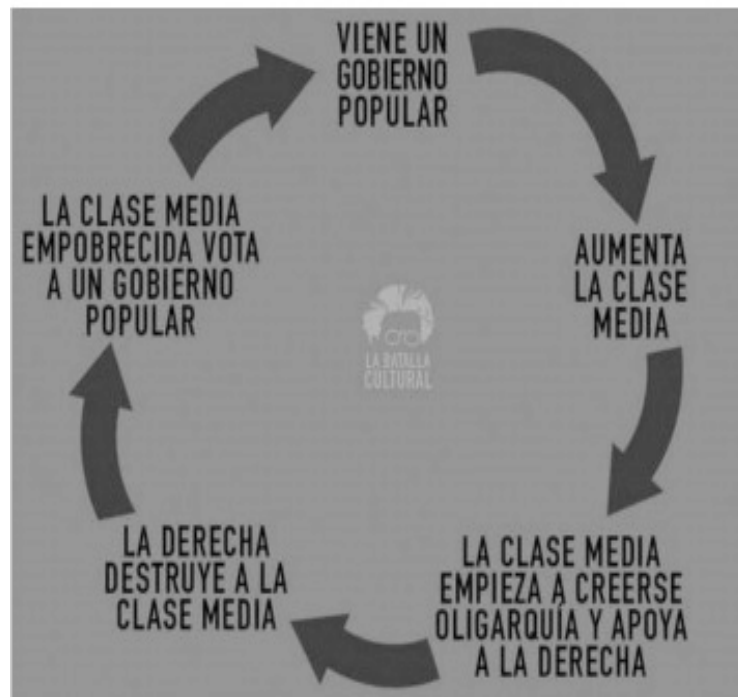 VIENE UN
GOBIERNO
POPULAR
AUMENTA
LA CLASE
MEDIA
LA CLASE MEDIA
EMPIEZA A CREERSE
OLIGARQUÍA Y APOYA
A LA DERECHA
LA DERECHA
DESTRUYE A LA
CLASE MEDIA
LA CLASE MEDIA
EMPOBRECIDA VOTA
A UN GOBIERNO
POPULAR
LA BATALLA
CULTURAL